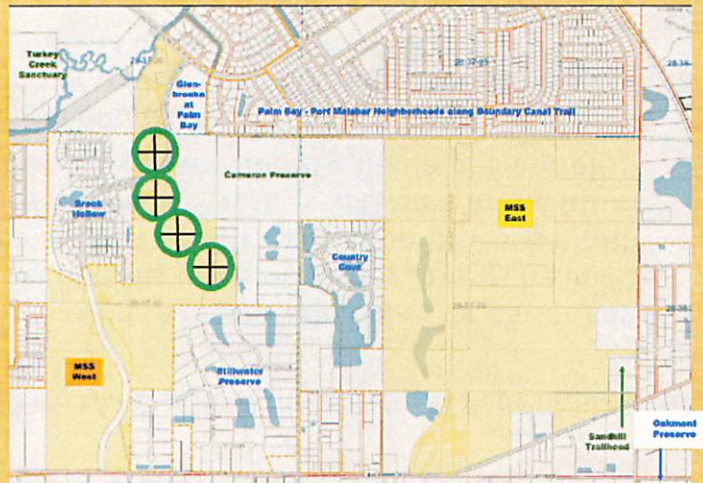 Turkey
Creek
Sanctuary
Glen-
brooke
at
Palm
Bay
Palm Bay - Port Malabar Neighborhoods along Boundary Canal Trail
Cameron Preserve
Brook
Hollow
MSS
East
Country
Cove
MSS
West
Stillwater
Preserve
Sandhill
Trailhead
Oakmont
Preserve